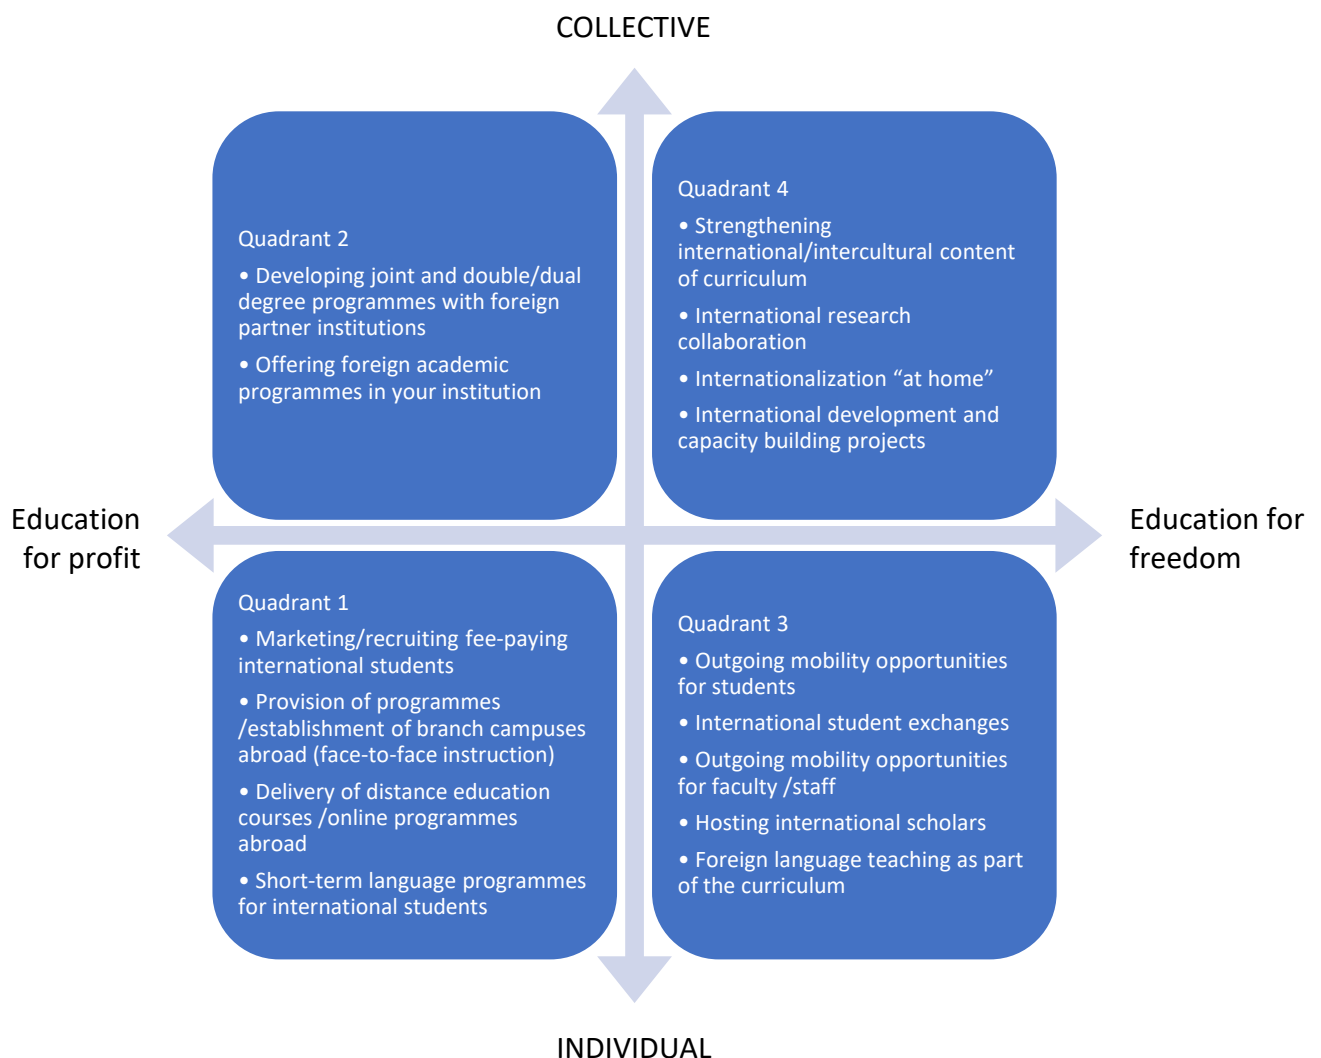 COLLECTIVE
Quadrant 2
• Developing joint and double/dual
degree programmes with foreign
partner institutions
• Offering foreign academic
programmes in your institution
Quadrant 4
• Strengthening
international/intercultural content
of curriculum
• International research
collaboration
• Internationalization “at home”
• International development and
capacity building projects
Education
for profit
Education for
freedom
Quadrant 1
• Marketing/recruiting fee-paying
international students
• Provision of programmes
/establishment of branch campuses
abroad (face-to-face instruction)
• Delivery of distance education
courses /online programmes
abroad
• Short-term language programmes
for international students
Quadrant 3
• Outgoing mobility opportunities
for students
• International student exchanges
• Outgoing mobility opportunities
for faculty /staff
• Hosting international scholars
• Foreign language teaching as part
of the curriculum
INDIVIDUAL